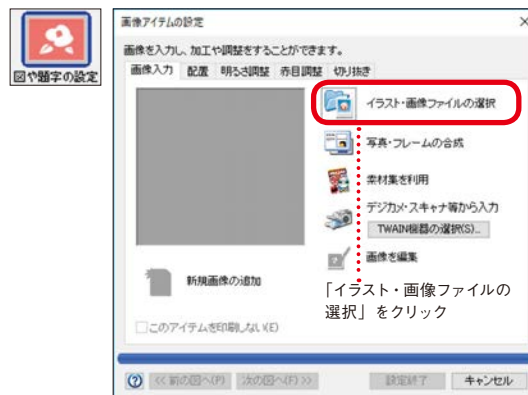 図や題字の設定
画像アイテムの設定
画像を入力し、加工や調整をすることができます。
画像入力 配置 明るさ調整 赤目調整 切り抜き
イラスト・画像ファイルの選択
写真・フレームの合成
素材集を利用
デジカメ・スキャナ等から入力
TWAIN機器の選択(S)...
画像を編集
新規画像の追加
「イラスト・画像ファイルの
選択」をクリック
このアイテムを印刷しない(E)
<< 前の図へ(P) 次の図へ(F) >> 設定終了 キャンセル